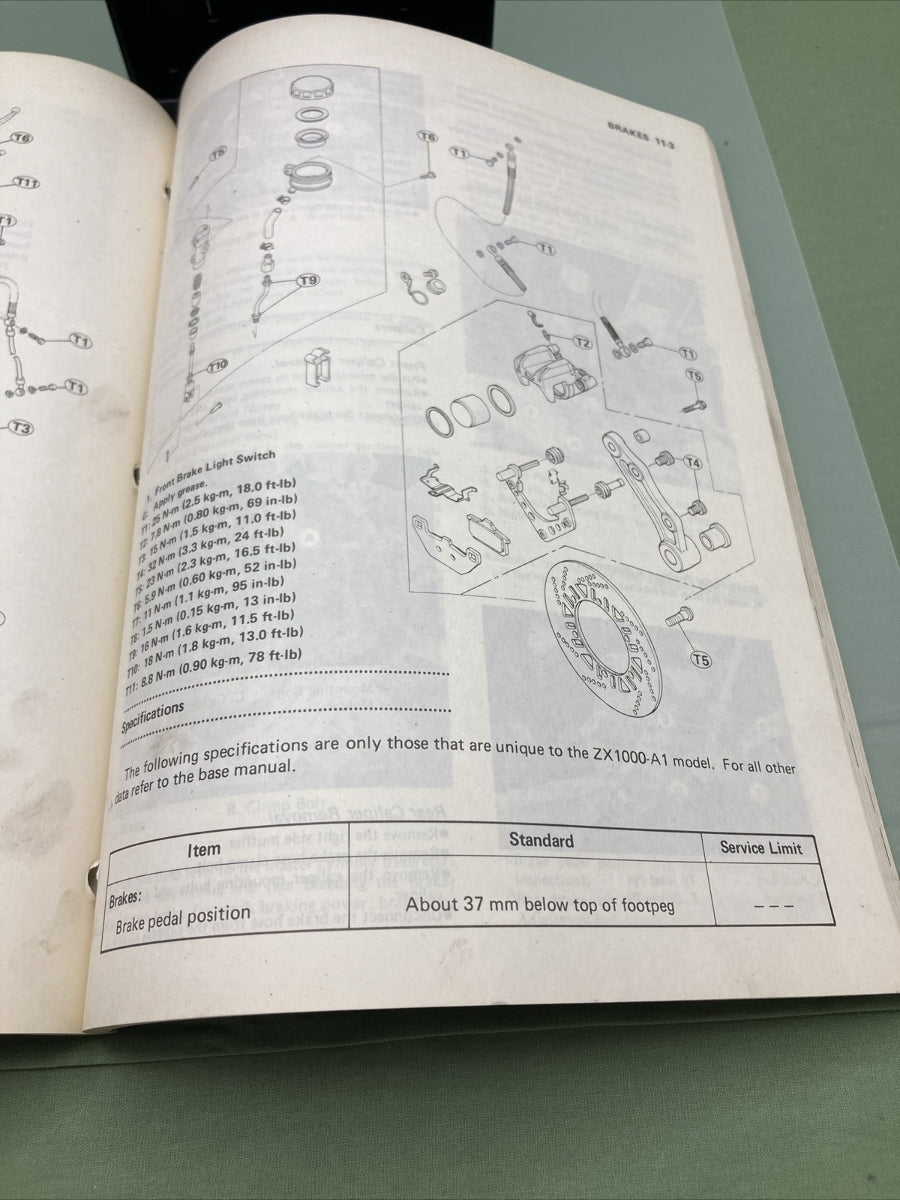 T6
T11
T1
T1
T1
T3
BRAKES 11-3
T5
T6
T1
T1
T9
T2
T1
T5
T10
T4
T5
1. Front Brake Light Switch
G: Apply grease.
T1: 25 N-m (2.5 kg-m, 18.0 ft-lb)
T2: 7.8 N-m (0.80 kg-m, 69 in-lb)
T3: 15 N-m (1.5 kg-m, 11.0 ft-lb)
T4: 32 N-m (3.3 kg-m, 24 ft-lb)
T5: 23 N-m (2.3 kg-m, 16.5 ft-lb)
T6: 5.9 N-m (0.60 kg-m, 52 in-lb)
T7: 11 N-m (1.1 kg-m, 95 in-lb)
T8: 1.5 N-m (0.15 kg-m, 13 in-lb)
T9: 16 N-m (1.6 kg-m, 11.5 ft-lb)
T10: 18 N-m (1.8 kg-m, 13.0 ft-lb)
T11: 8.8 N-m (0.90 kg-m, 78 ft-lb)
Specifications
The following specifications are only those that are unique to the ZX1000-A1 model. For all other
data refer to the base manual.
Item Standard Service Limit
Brakes:
Brake pedal position About 37 mm below top of footpeg – – –